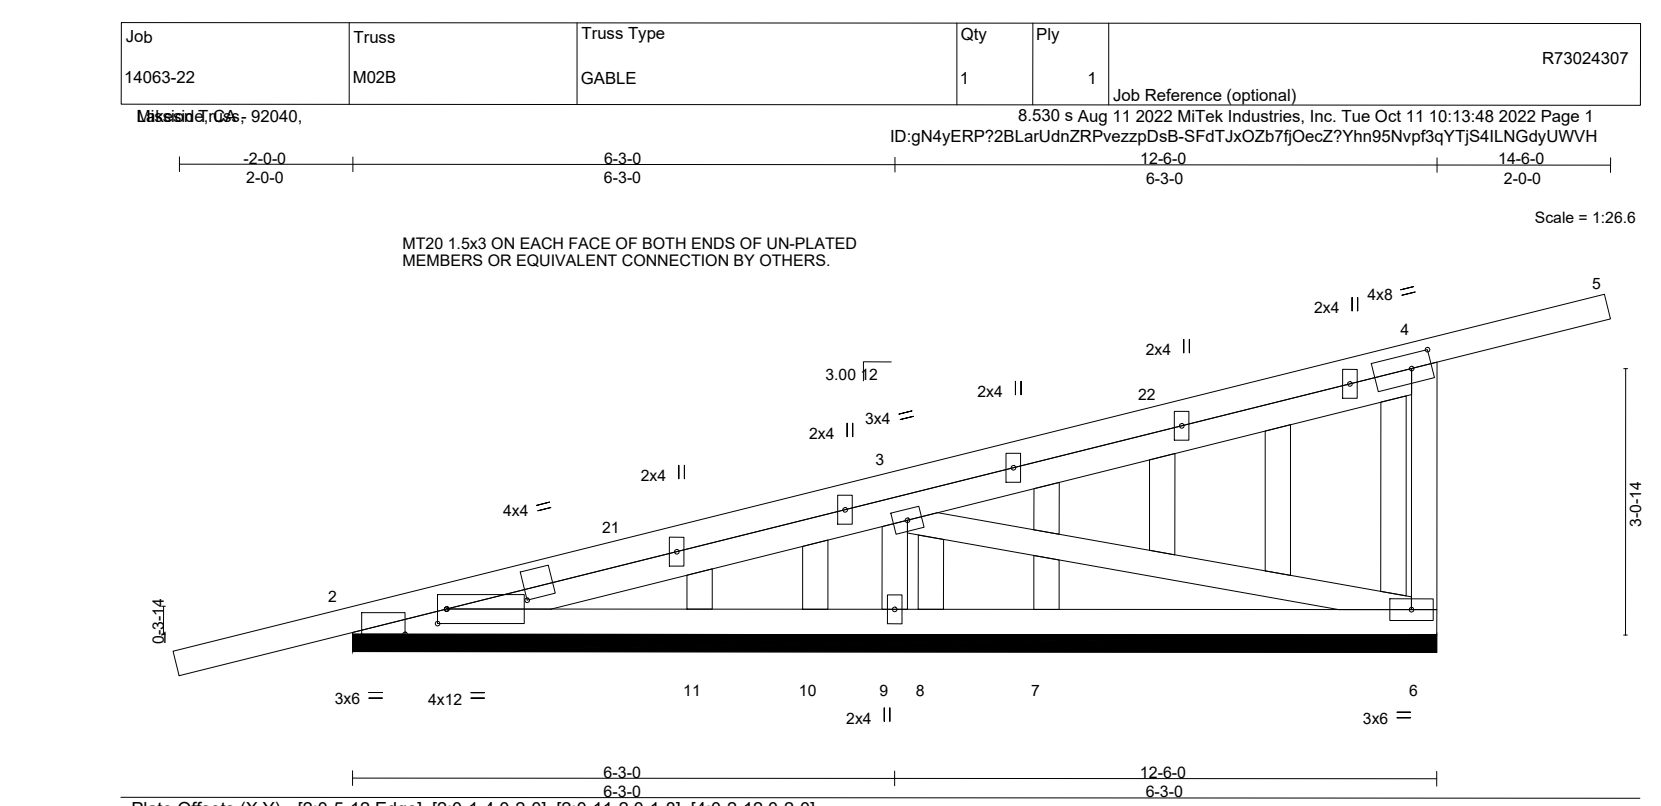 Job
Truss
Truss Type
Qty
Ply
R73024307
14063-22
M02B
GABLE
1
1
Job Reference (optional)
92040,
8.530 s Aug 11 2022 MiTek Industries, Inc. Tue Oct 11 10:13:48 2022 Page 1
ID:gN4yERP?2BLarUdnZRPvezzpDsB-SFdTJxOZb7fjOecZ?Yhn95Nvpf3qYTjS4ILNGdyUWVH
-2-0-0
6-3-0
12-6-0
14-6-0
2-0-0
6-3-0
6-3-0
2-0-0
Scale = 1:26.6
MT20 1.5x3 ON EACH FACE OF BOTH ENDS OF UN-PLATED
MEMBERS OR EQUIVALENT CONNECTION BY OTHERS.
5
4x8
2x4
4
2x4
3.00 12
2x4
22
3x4
2x4
3
2x4
4x4
21
3-0-14
2
0-3-14
11
10
9
8
7
6
3x6
4x12
2x4
3x6
6-3-0
12-6-0
6-3-0
6-3-0